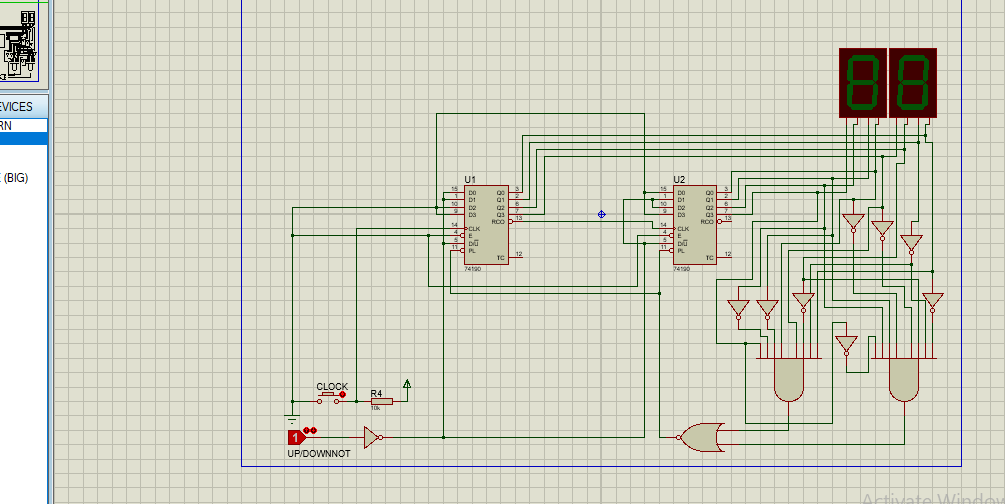 EVICES
RN
(BIG)
U1
15 D0 Q0 3
1 D1 Q1 2
10 D2 Q2 6
9 D3 Q3 7
RCO 13
14 CLK
4 E
5 D/U
11 PL
TC 12
74190
U2
15 D0 Q0 3
1 D1 Q1 2
10 D2 Q2 6
9 D3 Q3 7
RCO 13
14 CLK
4 E
5 D/U
11 PL
TC 12
74190
CLOCK
R4
10k
1
UP/DOWNNOT
Activate Window